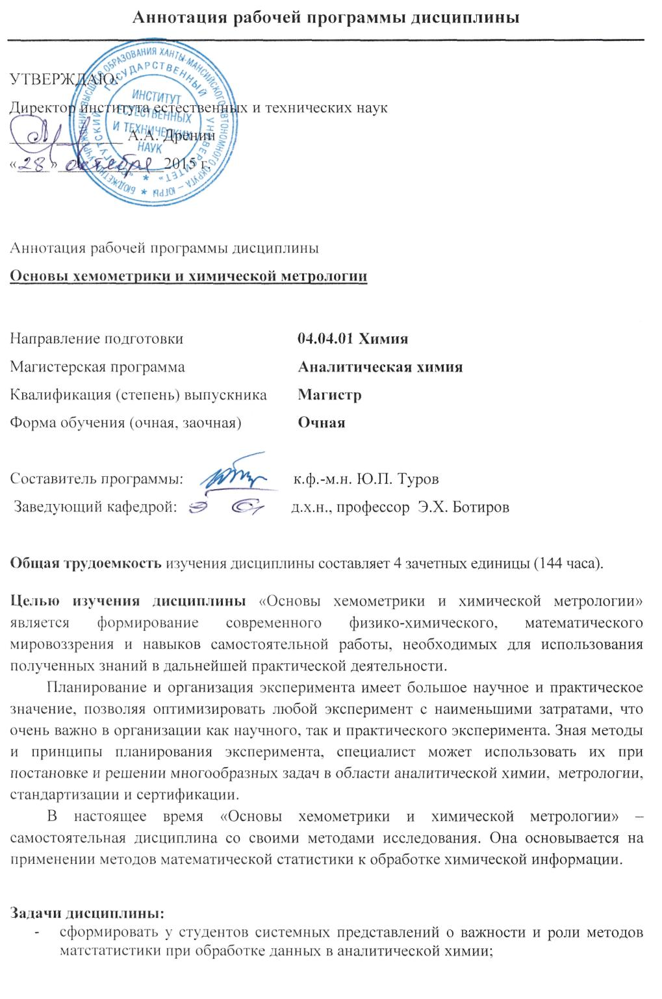 Аннотация рабочей программы дисциплины
УТВЕРЖДАЮ:
Директор института естественных и технических наук
А.А. Дренин
«28» октября 2015 г.
БЮДЖЕТНОЕ УЧРЕЖДЕНИЕ ВЫСШЕГО ОБРАЗОВАНИЯ ХАНТЫ-МАНСИЙСКОГО АВТОНОМНОГО ОКРУГА – ЮГРЫ
«СУРГУТСКИЙ ГОСУДАРСТВЕННЫЙ УНИВЕРСИТЕТ»
ИНСТИТУТ
ЕСТЕСТВЕННЫХ
И ТЕХНИЧЕСКИХ
НАУК
Аннотация рабочей программы дисциплины
Основы хемометрики и химической метрологии
Направление подготовки 04.04.01 Химия
Магистерская программа Аналитическая химия
Квалификация (степень) выпускника Магистр
Форма обучения (очная, заочная) Очная
Составитель программы: к.ф.-м.н. Ю.П. Туров
Заведующий кафедрой: д.х.н., профессор Э.Х. Ботиров
Общая трудоемкость изучения дисциплины составляет 4 зачетных единицы (144 часа).
Целью изучения дисциплины «Основы хемометрики и химической метрологии»
является формирование современного физико-химического, математического
мировоззрения и навыков самостоятельной работы, необходимых для использования
полученных знаний в дальнейшей практической деятельности.
Планирование и организация эксперимента имеет большое научное и практическое
значение, позволяя оптимизировать любой эксперимент с наименьшими затратами, что
очень важно в организации как научного, так и практического эксперимента. Зная методы
и принципы планирования эксперимента, специалист может использовать их при
постановке и решении многообразных задач в области аналитической химии, метрологии,
стандартизации и сертификации.
В настоящее время «Основы хемометрики и химической метрологии» –
самостоятельная дисциплина со своими методами исследования. Она основывается на
применении методов математической статистики к обработке химической информации.
Задачи дисциплины:
- сформировать у студентов системных представлений о важности и роли методов
матстатистики при обработке данных в аналитической химии;